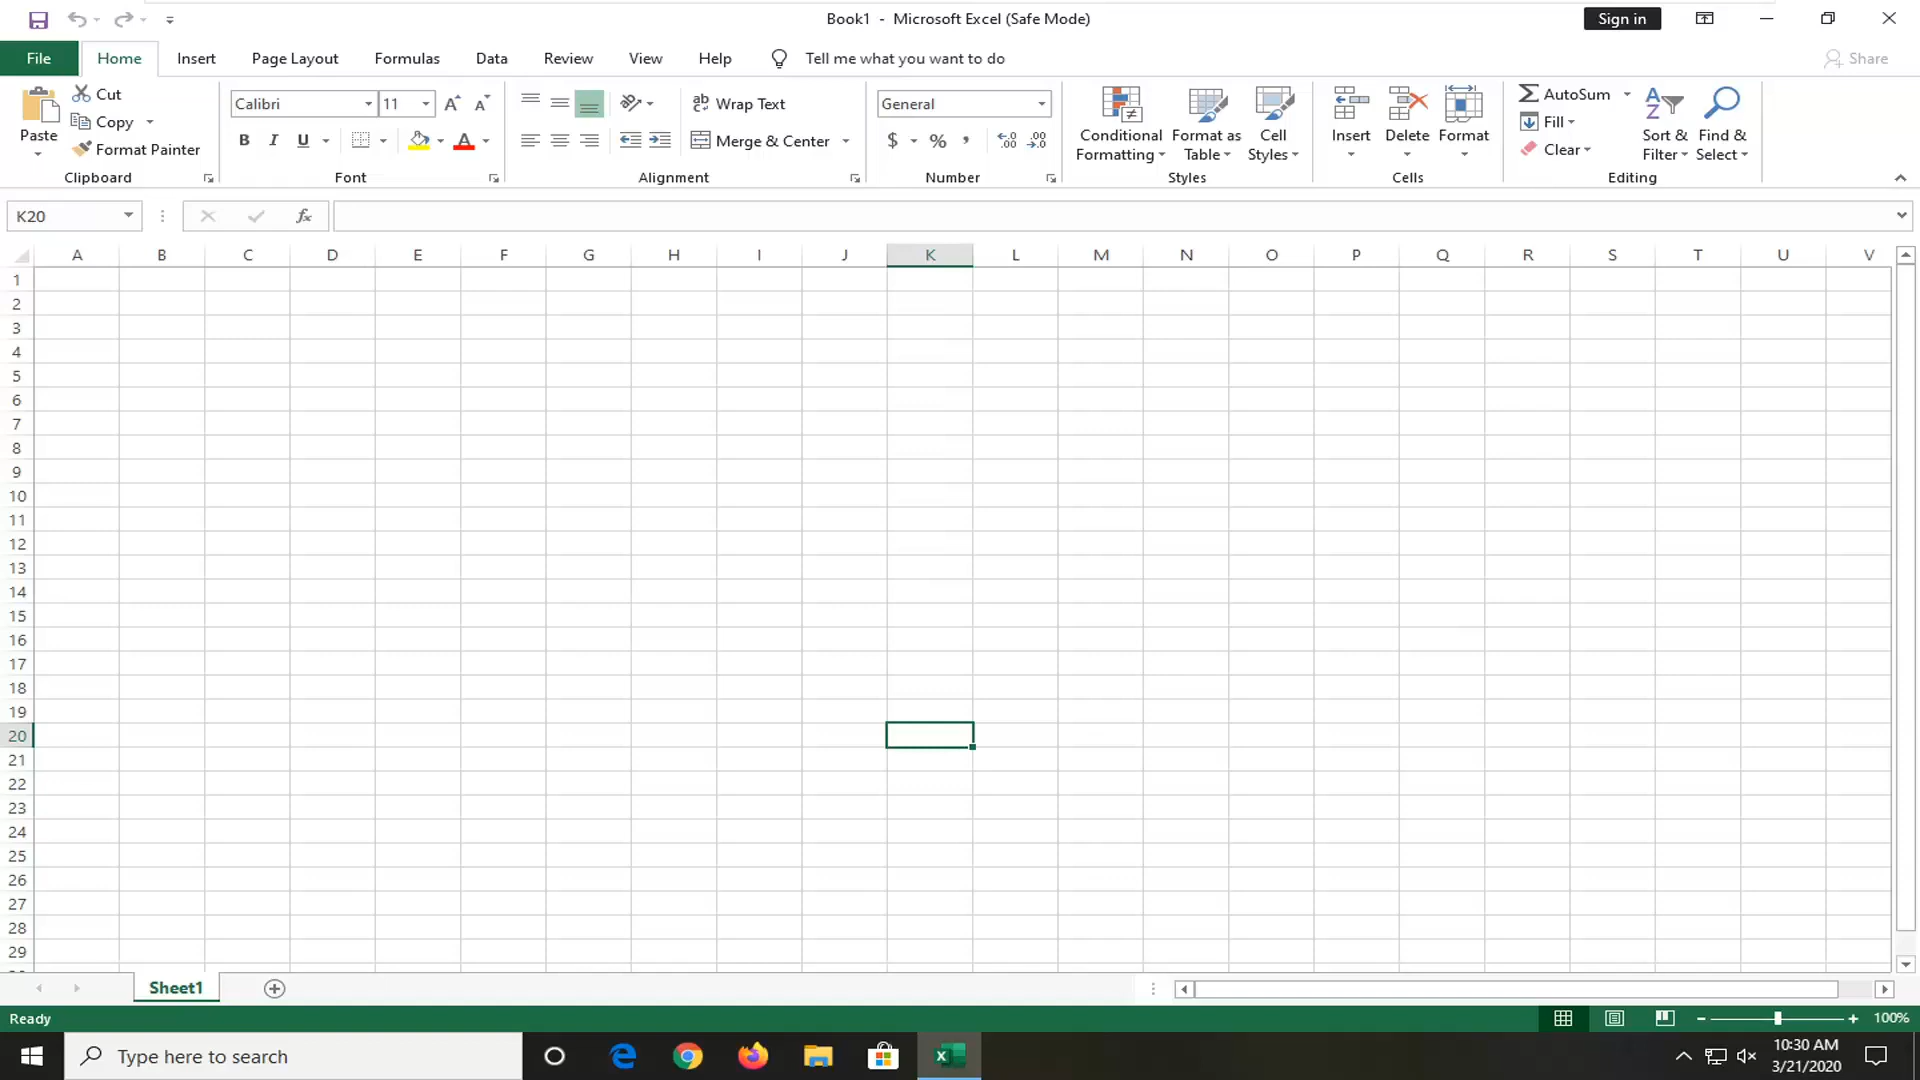 Book1 - Microsoft Excel (Safe Mode)
Sign in
File
Home
Insert
Page Layout
Formulas
Data
Review
View
Help
Tell me what you want to do
Share
Paste
Cut
Copy
Format Painter
Clipboard
Calibri
11
B I U
Font
Wrap Text
Merge & Center
Alignment
General
$ % ,
Number
Conditional
Formatting
Format as
Table
Cell
Styles
Styles
Insert
Delete
Format
Cells
AutoSum
Fill
Clear
Sort &
Filter
Find &
Select
Editing
K20
fx
A B C D E F G H I J K L M N O P Q R S T U V
1
2
3
4
5
6
7
8
9
10
11
12
13
14
15
16
17
18
19
20
21
22
23
24
25
26
27
28
29
Sheet1
Ready
100%
Type here to search
10:30 AM
3/21/2020